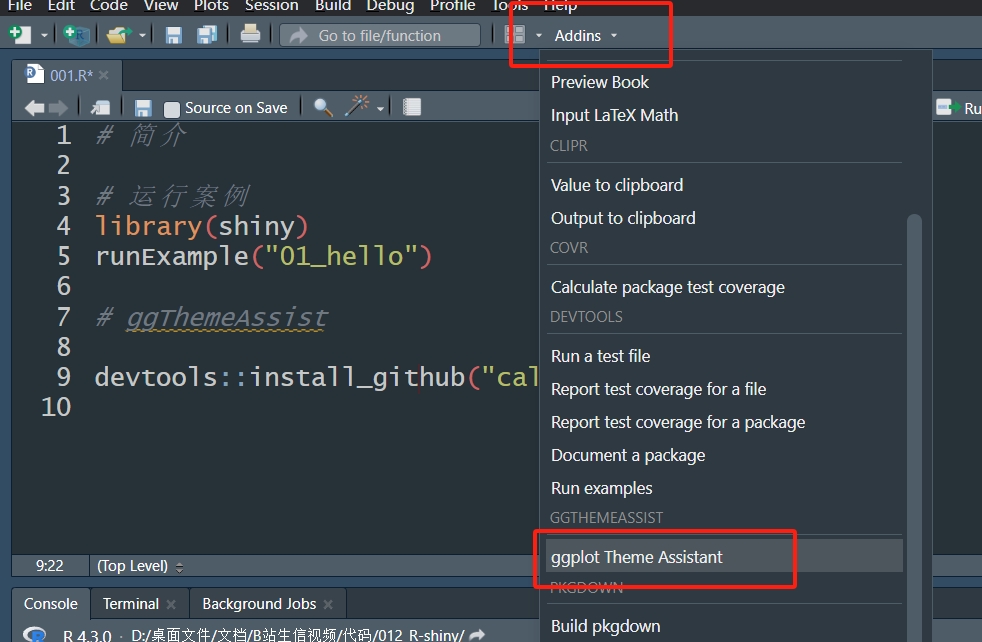 File Edit Code View Plots Session Build Debug Profile Tools Help
Go to file/function
Addins
001.R*
Source on Save
Ru
1 # 简介
2
3 # 运行案例
4 library(shiny)
5 runExample("01_hello")
6
7 # ggThemeAssist
8
9 devtools::install_github("cal
10
Preview Book
Input LaTeX Math
CLIPR
Value to clipboard
Output to clipboard
COVR
Calculate package test coverage
DEVTOOLS
Run a test file
Report test coverage for a file
Report test coverage for a package
Document a package
Run examples
GGTHEMEASSIST
ggplot Theme Assistant
PKGDOWN
Build pkgdown
9:22 (Top Level)
Console Terminal Background Jobs
R 4.3.0 · D:/桌面文件/文档/B站生信视频/代码/012_R-shiny/